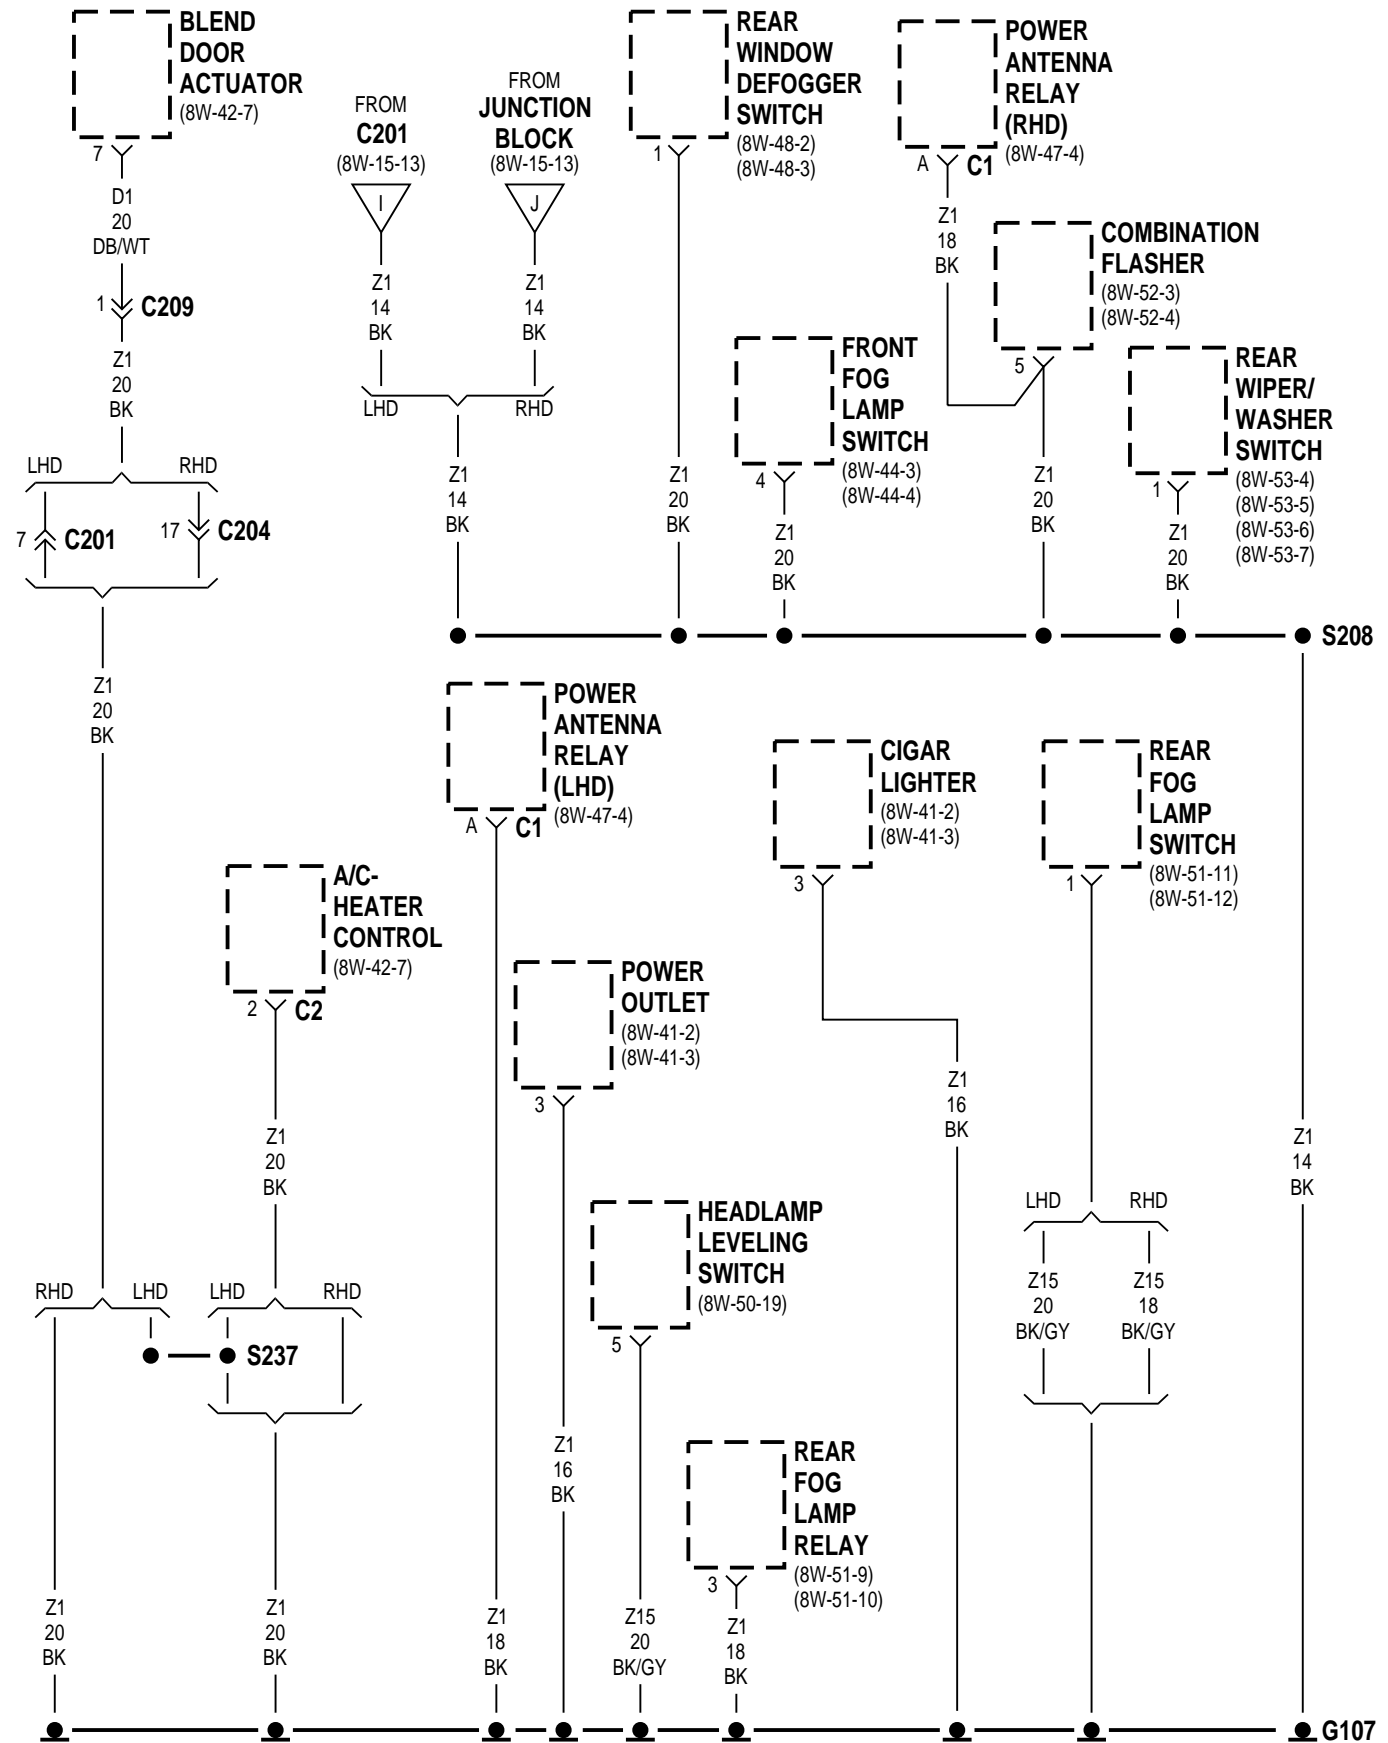 BLEND
DOOR
ACTUATOR
(8W-42-7)
7
D1
20
DB/WT
1
C209
Z1
20
BK
LHD
RHD
7
C201
17
C204
Z1
20
BK
FROM
C201
(8W-15-13)
I
Z1
14
BK
FROM
JUNCTION
BLOCK
(8W-15-13)
J
Z1
14
BK
LHD
RHD
Z1
14
BK
REAR
WINDOW
DEFOGGER
SWITCH
(8W-48-2)
(8W-48-3)
1
Z1
20
BK
POWER
ANTENNA
RELAY
(RHD)
(8W-47-4)
A
C1
Z1
18
BK
COMBINATION
FLASHER
(8W-52-3)
(8W-52-4)
5
Z1
20
BK
FRONT
FOG
LAMP
SWITCH
(8W-44-3)
(8W-44-4)
4
Z1
20
BK
REAR
WIPER/
WASHER
SWITCH
(8W-53-4)
(8W-53-5)
(8W-53-6)
(8W-53-7)
1
Z1
20
BK
S208
POWER
ANTENNA
RELAY
(LHD)
(8W-47-4)
A
C1
CIGAR
LIGHTER
(8W-41-2)
(8W-41-3)
3
REAR
FOG
LAMP
SWITCH
(8W-51-11)
(8W-51-12)
1
A/C-
HEATER
CONTROL
(8W-42-7)
2
C2
Z1
20
BK
POWER
OUTLET
(8W-41-2)
(8W-41-3)
3
Z1
16
BK
Z1
14
BK
HEADLAMP
LEVELING
SWITCH
(8W-50-19)
5
LHD
RHD
Z15
20
BK/GY
Z15
18
BK/GY
RHD
LHD
LHD
RHD
S237
Z1
16
BK
REAR
FOG
LAMP
RELAY
(8W-51-9)
(8W-51-10)
3
Z1
20
BK
Z1
20
BK
Z1
18
BK
Z15
20
BK/GY
Z1
18
BK
G107